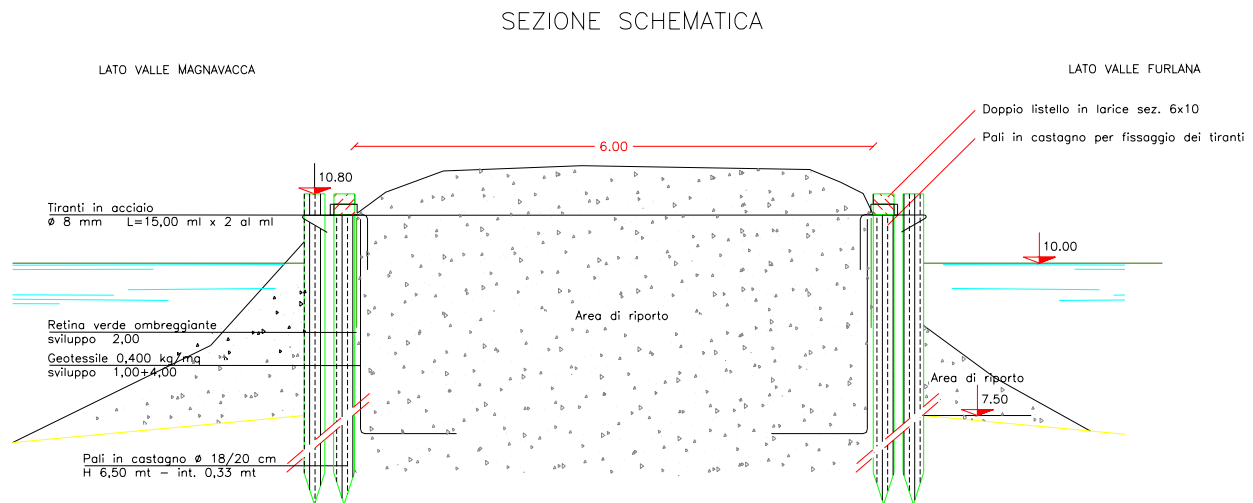 SEZIONE SCHEMATICA
LATO VALLE MAGNAVACCA
LATO VALLE FURLANA
Doppio listello in larice sez. 6x10
Pali in castagno per fissaggio dei tiranti
6.00
10.80
Tiranti in acciaio
Ø 8 mm L=15,00 ml x 2 al ml
10.00
Area di riporto
Retina verde ombreggiante
sviluppo 2,00
Geotessile 0,400 kg/mq
sviluppo 1,00+4,00
Area di riporto
7.50
Pali in castagno Ø 18/20 cm
H 6,50 mt – int. 0,33 mt